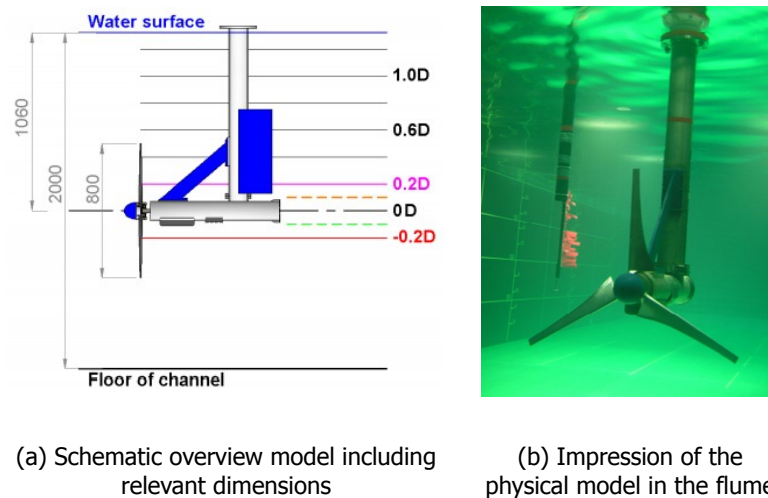 Water surface
1.0D
1060
0.6D
2000
800
0.2D
0D
-0.2D
Floor of channel
(a) Schematic overview model including
relevant dimensions
(b) Impression of the
physical model in the flume